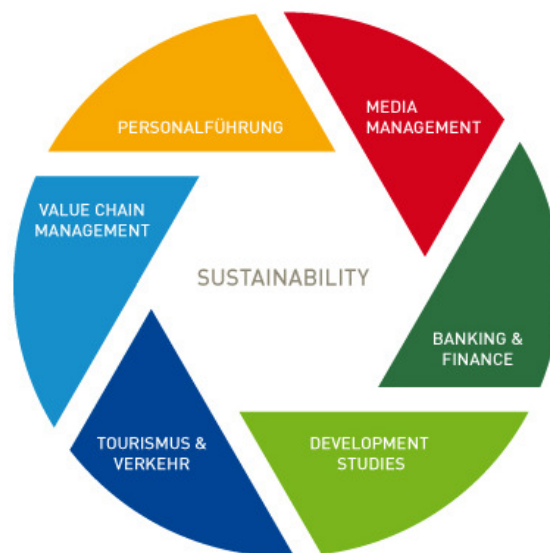 PERSONALFÜHRUNG
MEDIA
MANAGEMENT
VALUE CHAIN
MANAGEMENT
SUSTAINABILITY
BANKING &
FINANCE
TOURISMUS &
VERKEHR
DEVELOPMENT
STUDIES